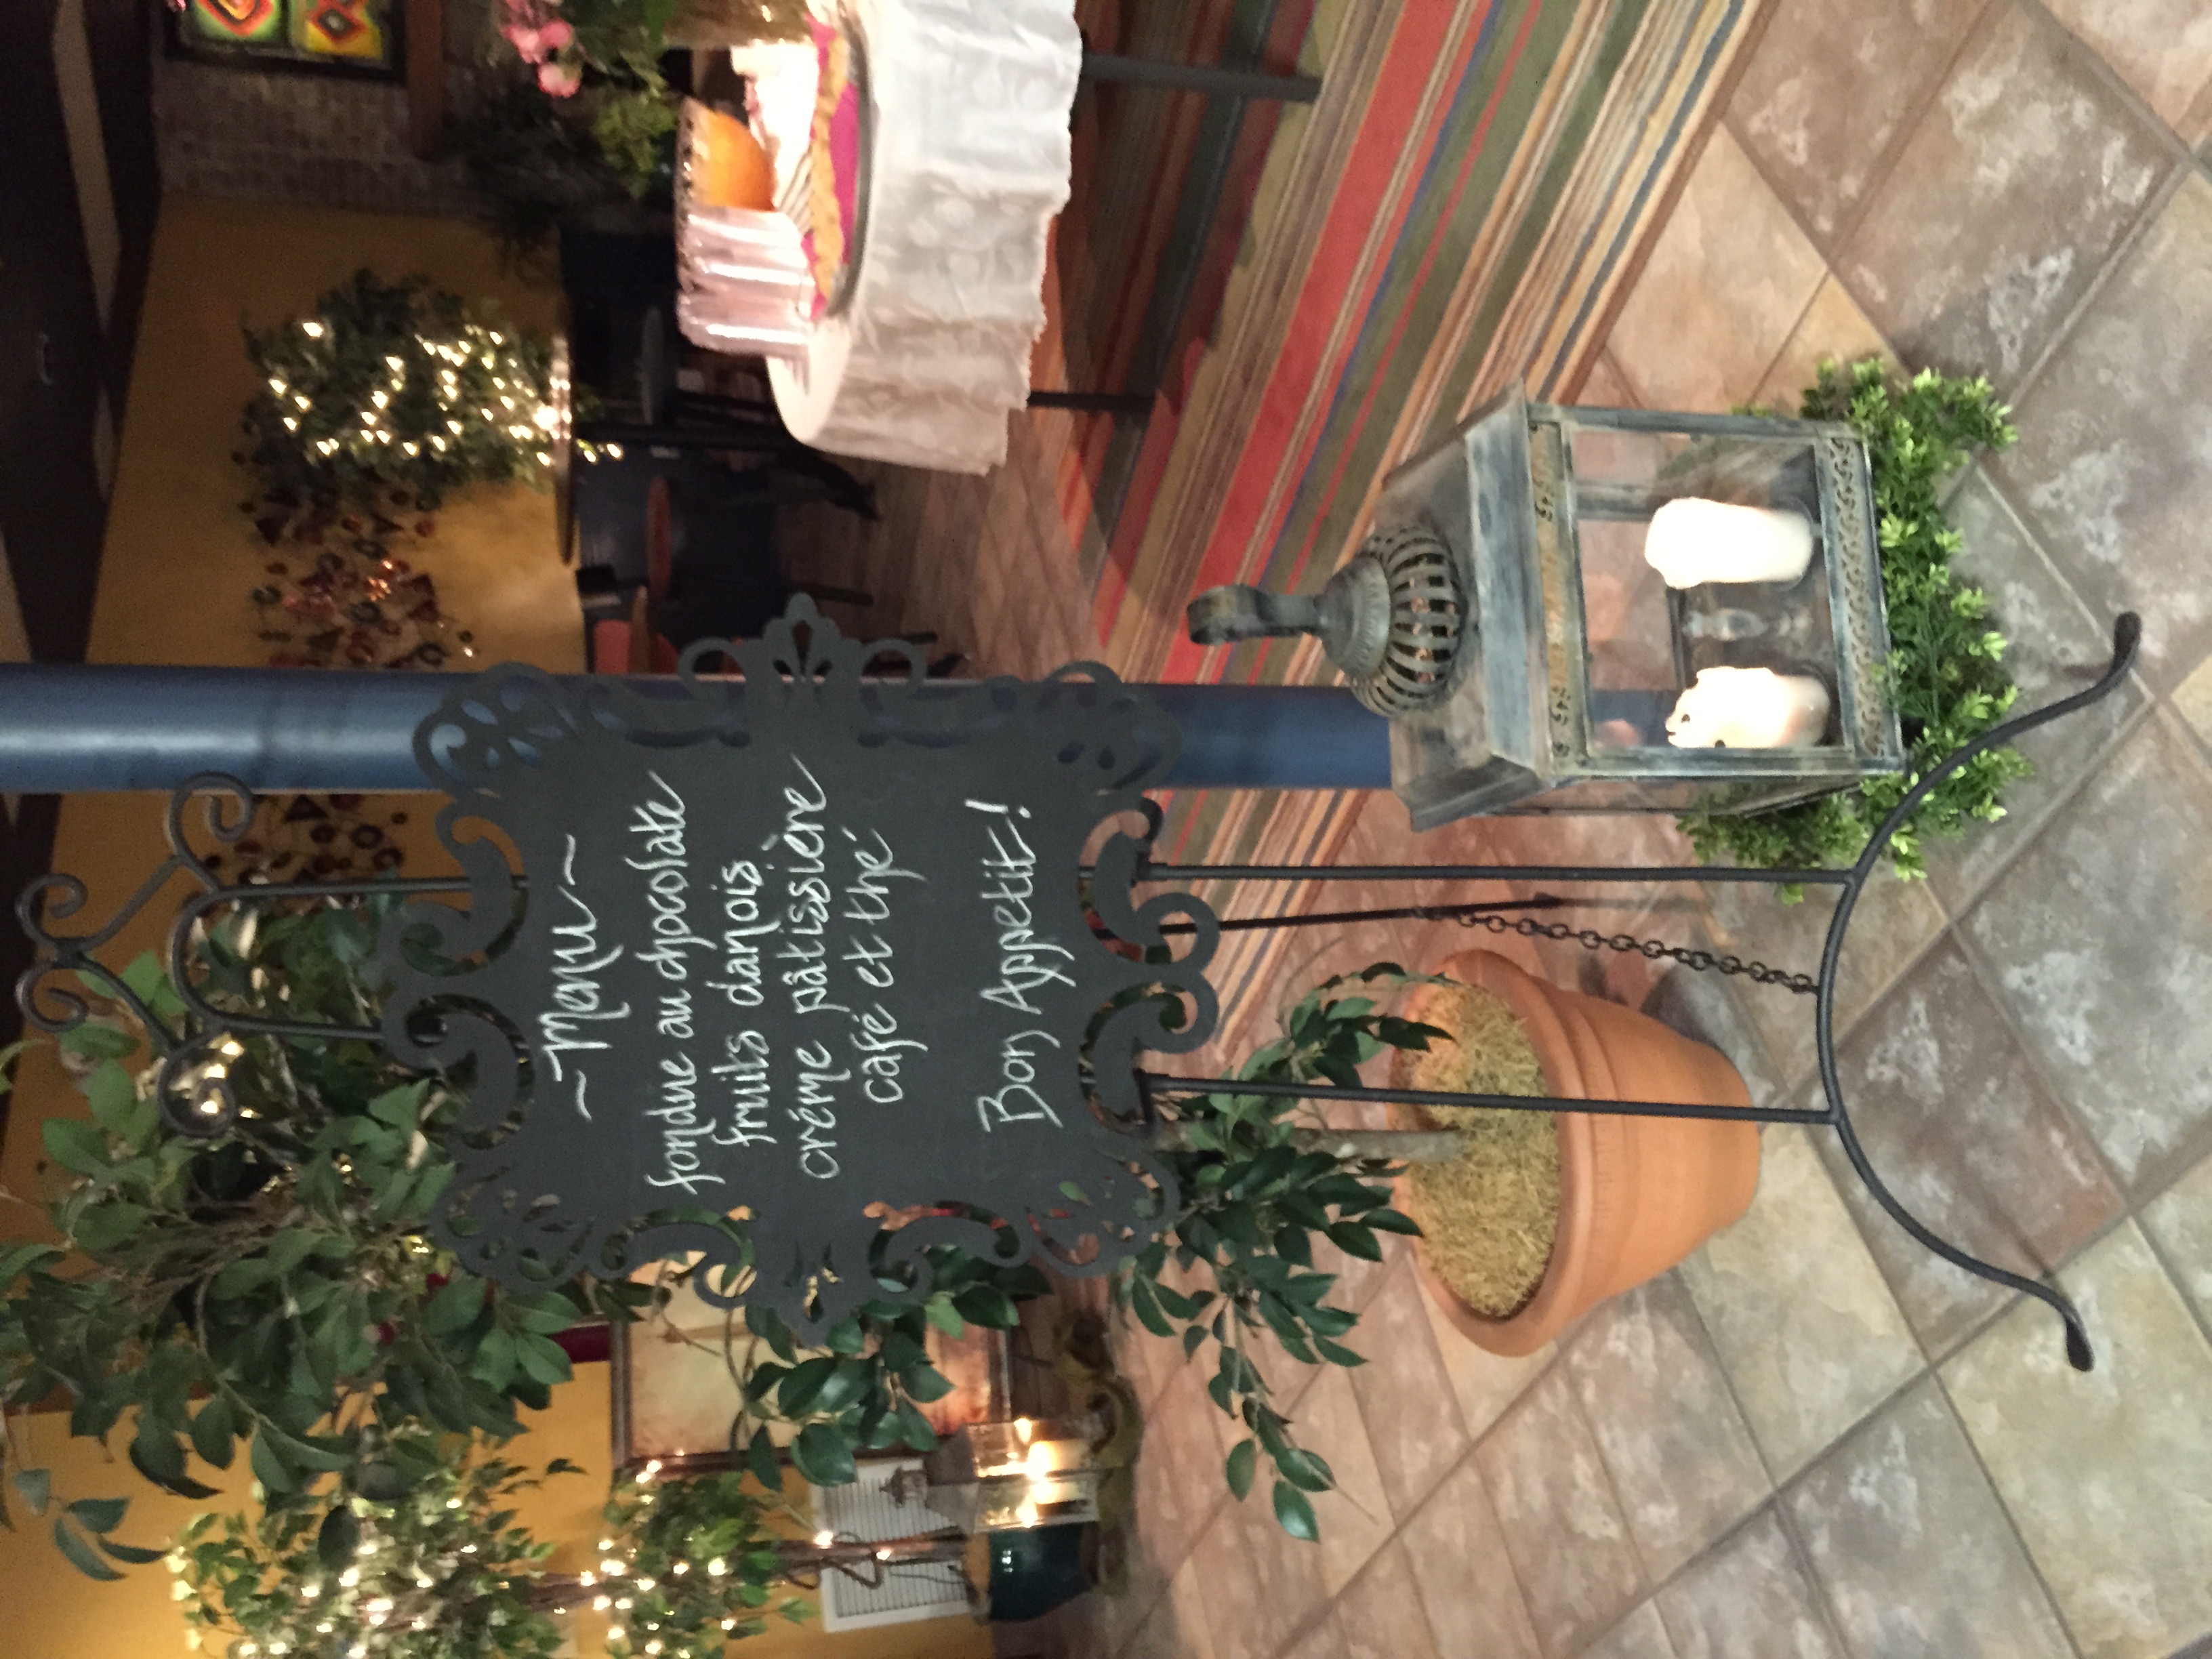 ~Menu~
fondue au chocolate
fruits danois
créme pâtissière
café et thé
Bon Appetit!